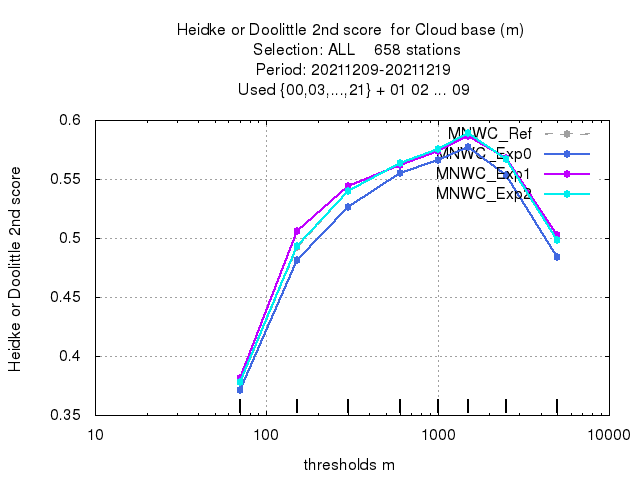 Heidke or Doolittle 2nd score  for Cloud base (m)
Selection: ALL    658 stations
Period: 20211209-20211219
Used {00,03,...,21} + 01 02 ... 09
Heidke or Doolittle 2nd score
0.6
0.55
0.5
0.45
0.4
0.35
MNWC_Ref
MNWC_Exp0
MNWC_Exp1
MNWC_Exp2
10
100
1000
10000
thresholds m